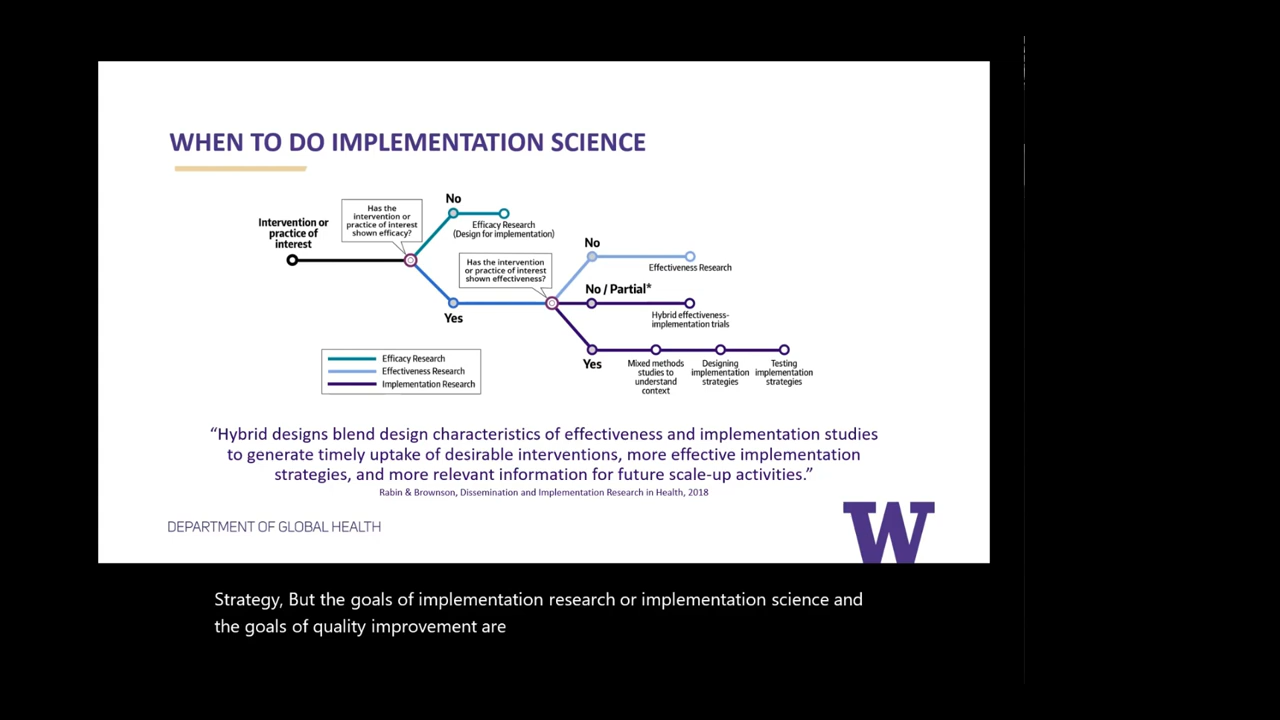 WHEN TO DO IMPLEMENTATION SCIENCE
Intervention or
practice of
interest
Has the
intervention or
practice of interest
shown efficacy?
No
Efficacy Research
(Design for implementation)
Yes
Has the intervention
or practice of interest
shown effectiveness?
No
Effectiveness Research
No / Partial*
Hybrid effectiveness-
implementation trials
Yes
Mixed methods
studies to
understand
context
Designing
implementation
strategies
Testing
implementation
strategies
Efficacy Research
Effectiveness Research
Implementation Research
“Hybrid designs blend design characteristics of effectiveness and implementation studies
to generate timely uptake of desirable interventions, more effective implementation
strategies, and more relevant information for future scale-up activities.”
Rabin & Brownson, Dissemination and Implementation Research in Health, 2018
DEPARTMENT OF GLOBAL HEALTH
W
Strategy, But the goals of implementation research or implementation science and
the goals of quality improvement are